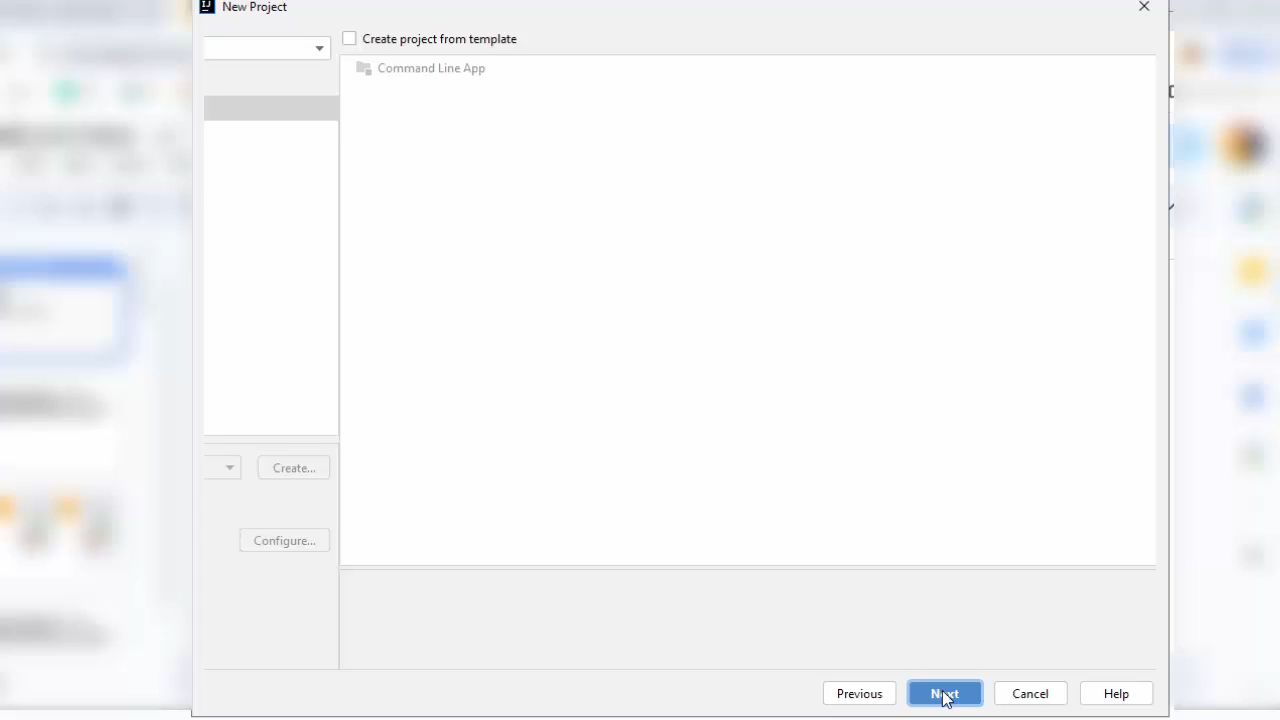 New Project
Create project from template
Command Line App
Create...
Configure...
Previous
Next
Cancel
Help